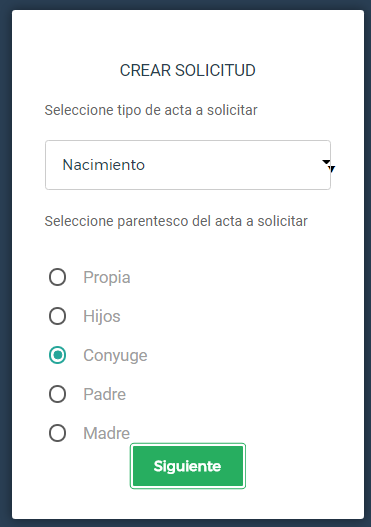 CREAR SOLICITUD
Seleccione tipo de acta a solicitar
Nacimiento
Seleccione parentesco del acta a solicitar
Propia
Hijos
Conyuge
Padre
Madre
Siguiente